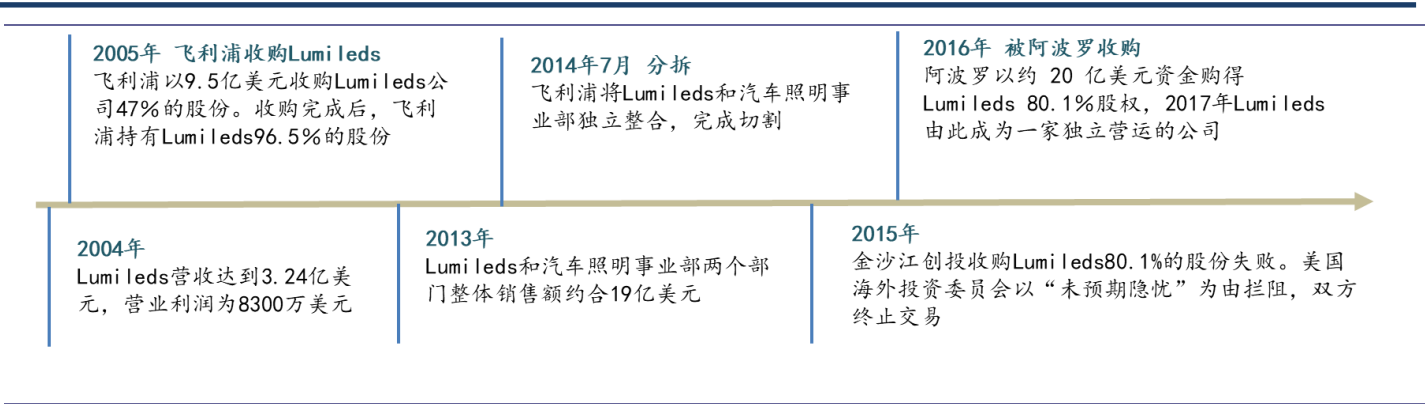 2005年 飞利浦收购Lumileds
飞利浦以9.5亿美元收购Lumileds公
司47%的股份。收购完成后，飞利
浦持有Lumileds96.5%的股份
2014年7月 分拆
飞利浦将Lumileds和汽车照明事
业部独立整合，完成切割
2016年 被阿波罗收购
阿波罗以约 20 亿美元资金购得
Lumileds 80.1%股权，2017年Lumileds
由此成为一家独立营运的公司
2004年
Lumileds营收达到3.24亿美
元，营业利润为8300万美元
2013年
Lumileds和汽车照明事业部两个部
门整体销售额约合19亿美元
2015年
金沙江创投收购Lumileds80.1%的股份失败。美国
海外投资委员会以“未预期隐忧”为由拦阻，双方
终止交易